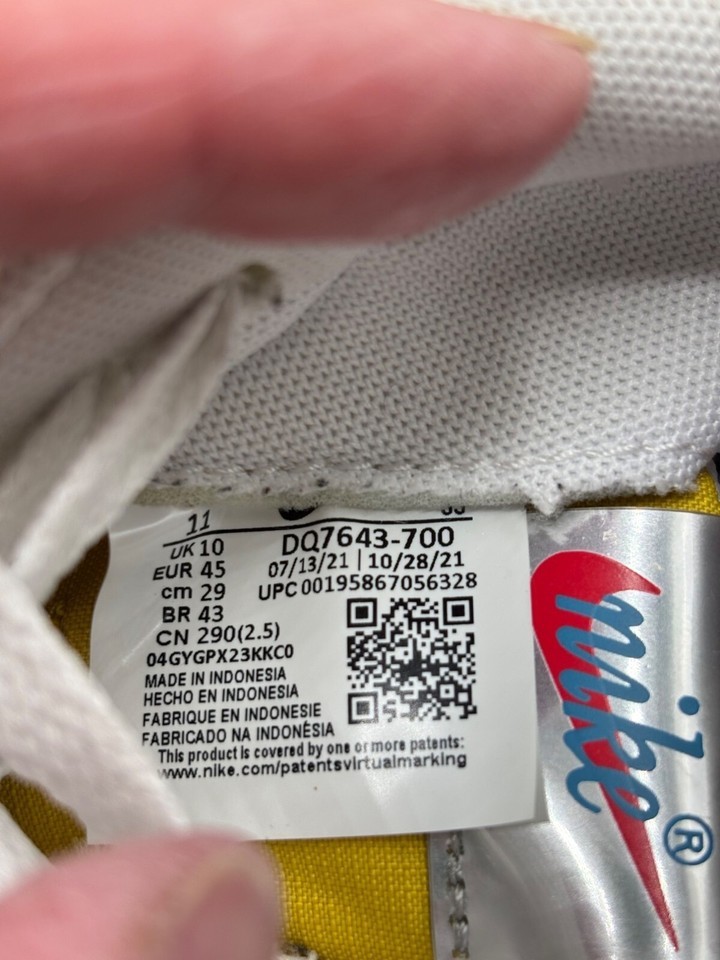 11
UK 10
EUR 45
cm 29
BR 43
CN 290(2.5)
04GYGPX23KKC0
DQ7643-700
07/13/21 | 10/28/21
UPC 00195867056328
MADE IN INDONESIA
HECHO EN INDONESIA
FABRIQUE EN INDONESIE
FABRICADO NA INDONÉSIA
This product is covered by one or more patents:
www.nike.com/patentsvirtualmarking
nike®